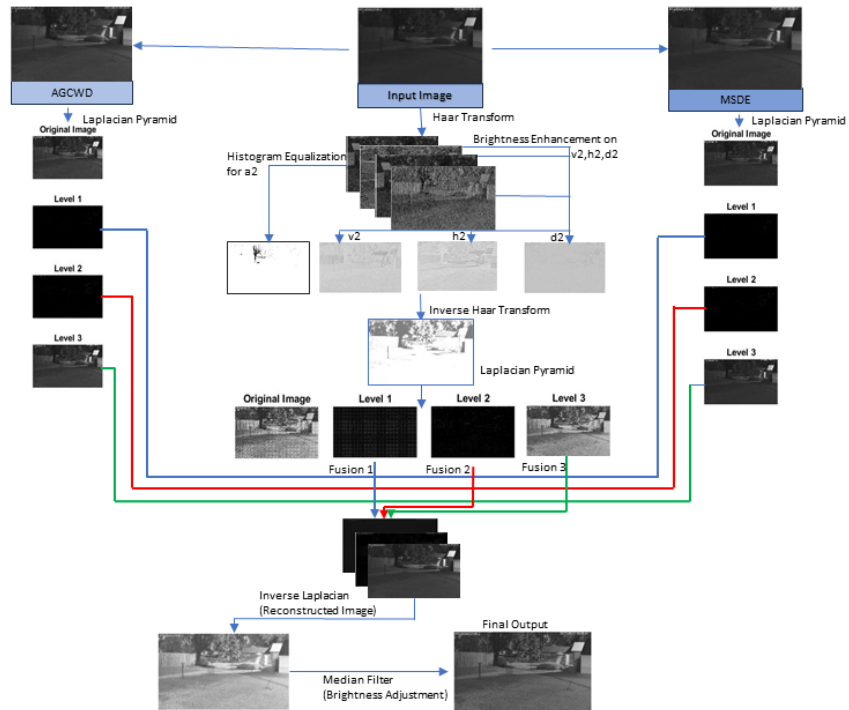 AGCWD
Input Image
MSDE
Laplacian Pyramid
Haar Transform
Laplacian Pyramid
Original Image
Brightness Enhancement on
v2,h2,d2
Original Image
Histogram Equalization
for a2
Level 1
Level 1
v2
h2
d2
Level 2
Level 2
Inverse Haar Transform
Level 3
Level 3
Laplacian Pyramid
Original Image
Level 1
Level 2
Level 3
Fusion 1
Fusion 2
Fusion 3
Inverse Laplacian
(Reconstructed Image)
Final Output
Median Filter
(Brightness Adjustment)